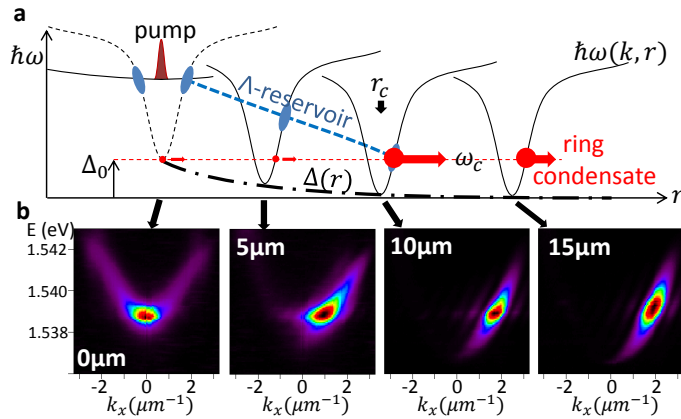 a
pump
ħω
ħω(k, r)
Λ-reservoir
r_c
ring
condensate
ω_c
Δ₀
Δ(r)
r
b
E (eV)
1.542
1.540
1.538
0μm
5μm
10μm
15μm
-2 0 2
-2 0 2
-2 0 2
-2 0 2
k_x(μm⁻¹)
k_x(μm⁻¹)
k_x(μm⁻¹)
k_x(μm⁻¹)